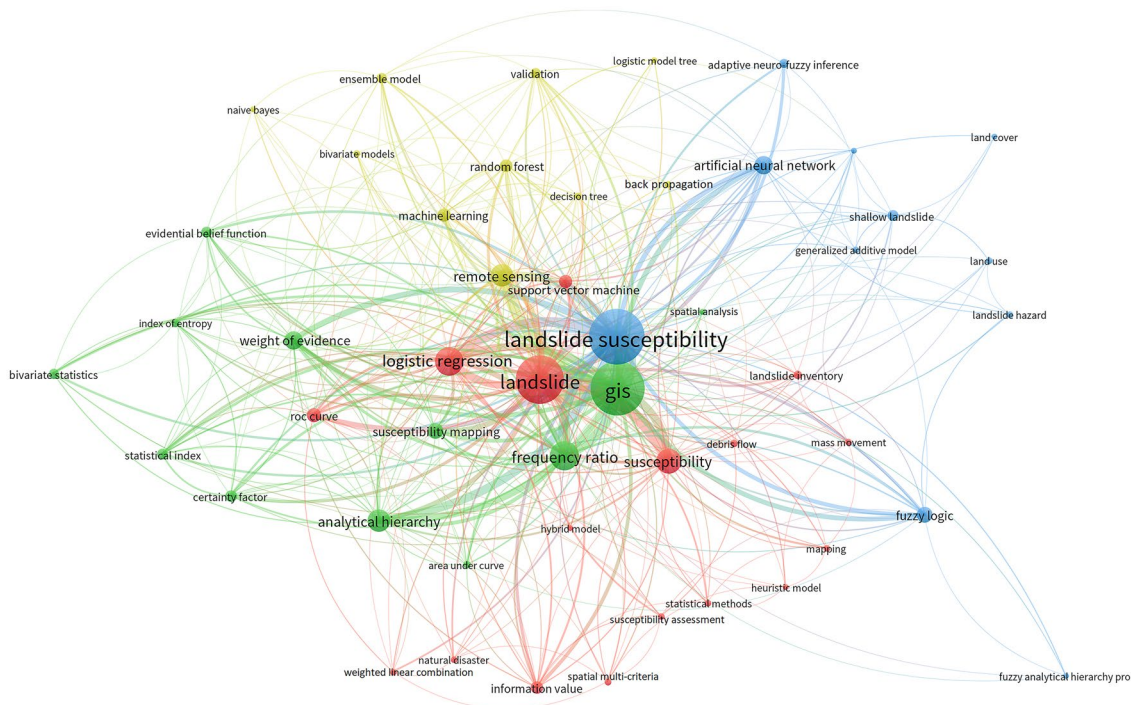 logistic model tree
adaptive neuro-fuzzy inference
validation
ensemble model
naive bayes
land cover
bivariate models
random forest
artificial neural network
back propagation
decision tree
machine learning
shallow landslide
evidential belief function
generalized additive model
land use
remote sensing
support vector machine
spatial analysis
landslide hazard
index of entropy
weight of evidence
landslide susceptibility
logistic regression
bivariate statistics
landslide inventory
landslide
gis
roc curve
susceptibility mapping
debris flow
mass movement
statistical index
frequency ratio
susceptibility
certainty factor
fuzzy logic
analytical hierarchy
hybrid model
mapping
area under curve
heuristic model
statistical methods
susceptibility assessment
natural disaster
weighted linear combination
spatial multi-criteria
fuzzy analytical hierarchy pro
information value